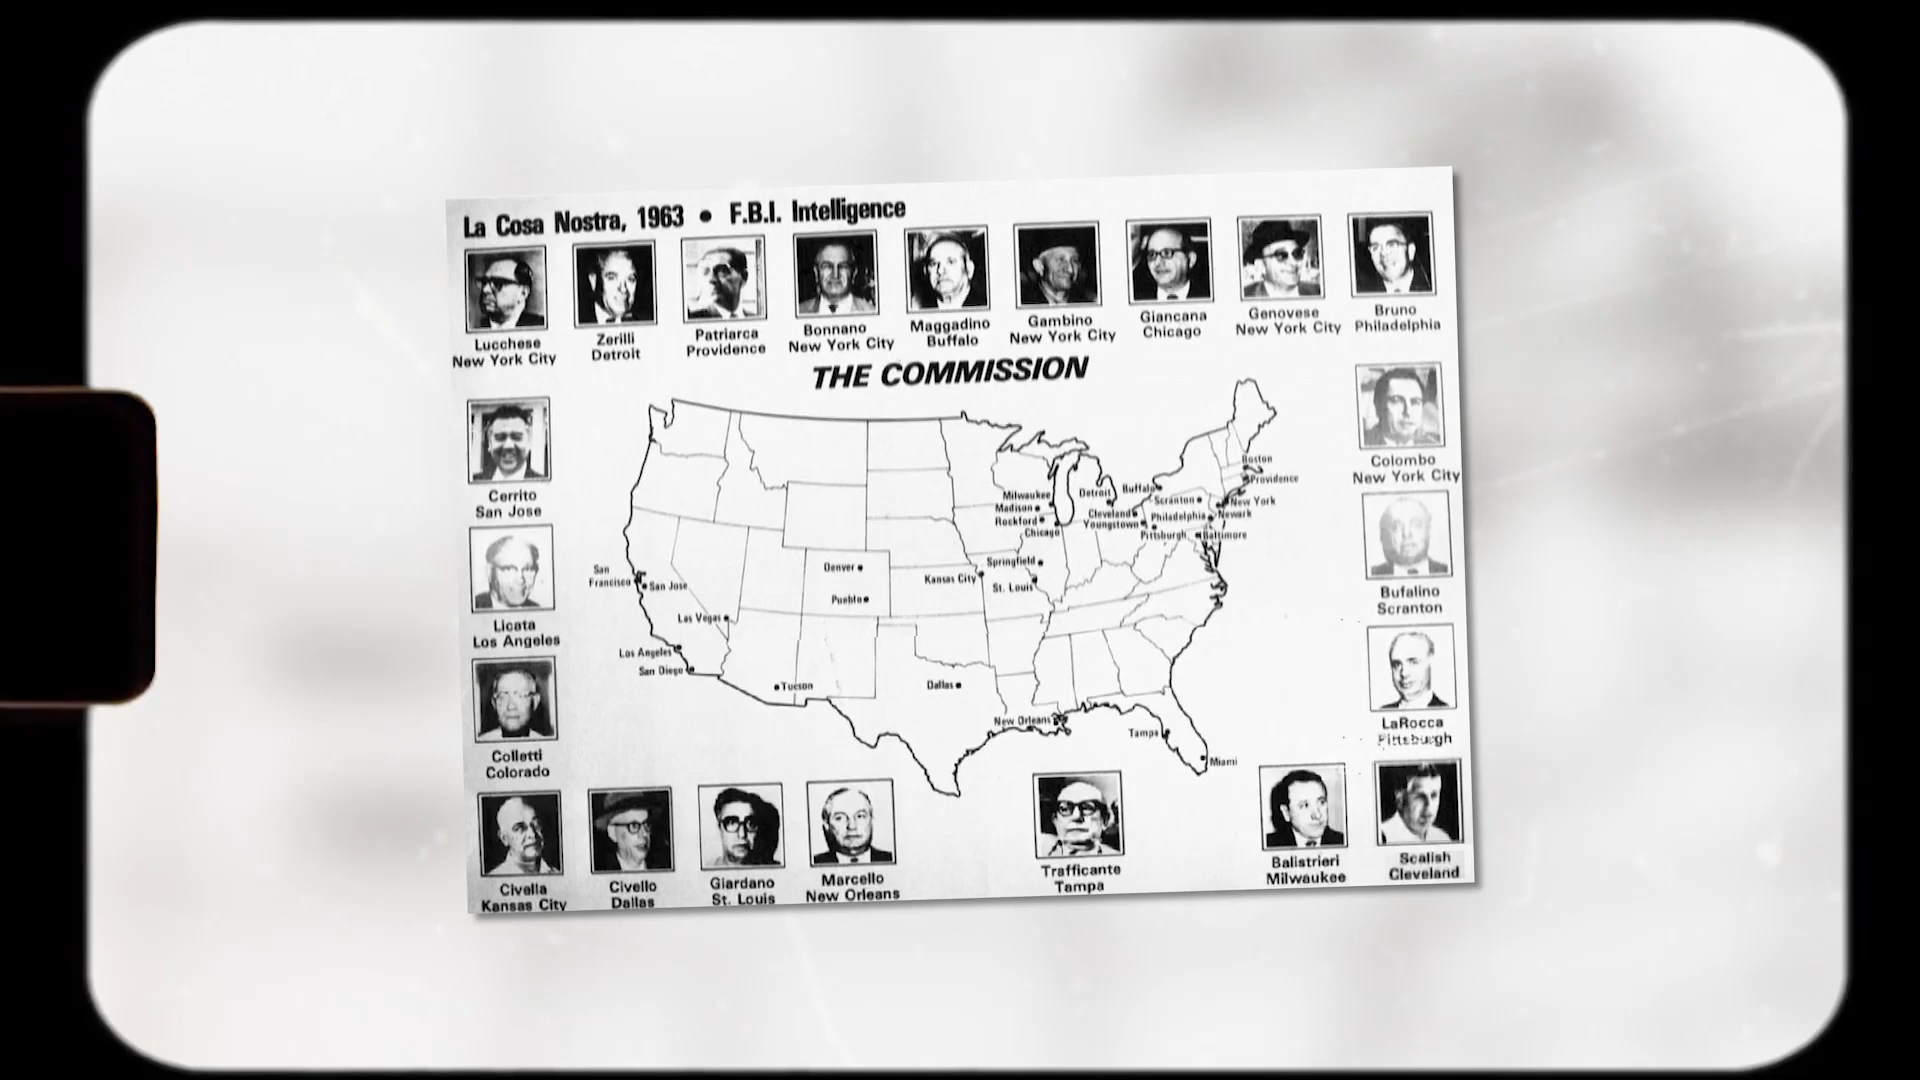 La Cosa Nostra, 1963 • F.B.I. Intelligence
Lucchese
New York City
Zerilli
Detroit
Patriarca
Providence
Bonnano
New York City
Maggadino
Buffalo
Gambino
New York City
Giancana
Chicago
Genovese
New York City
Bruno
Philadelphia
THE COMMISSION
Cerrito
San Jose
Licata
Los Angeles
Colletti
Colorado
Colombo
New York City
Bufalino
Scranton
LaRocca
Pittsburgh
Boston
Providence
Milwaukee
Detroit
Buffalo
Madison
Scranton
New York
Rockford
Cleveland
Philadelphia
Newark
Chicago
Youngstown
Pittsburgh
Baltimore
San
Francisco
San Jose
Denver
Pueblo
Kansas City
Springfield
St. Louis
Las Vegas
Los Angeles
San Diego
Tucson
Dallas
New Orleans
Tampa
Miami
Civella
Kansas City
Civello
Dallas
Giardano
St. Louis
Marcello
New Orleans
Trafficante
Tampa
Balistrieri
Milwaukee
Scalish
Cleveland